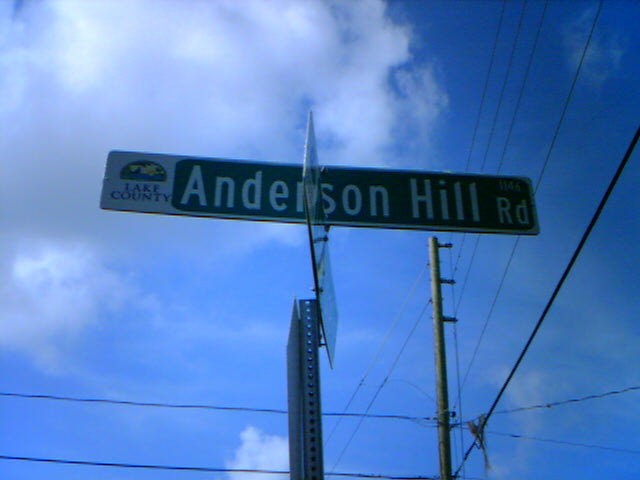 LAKE
COUNTY
Anderson Hill Rd
1146